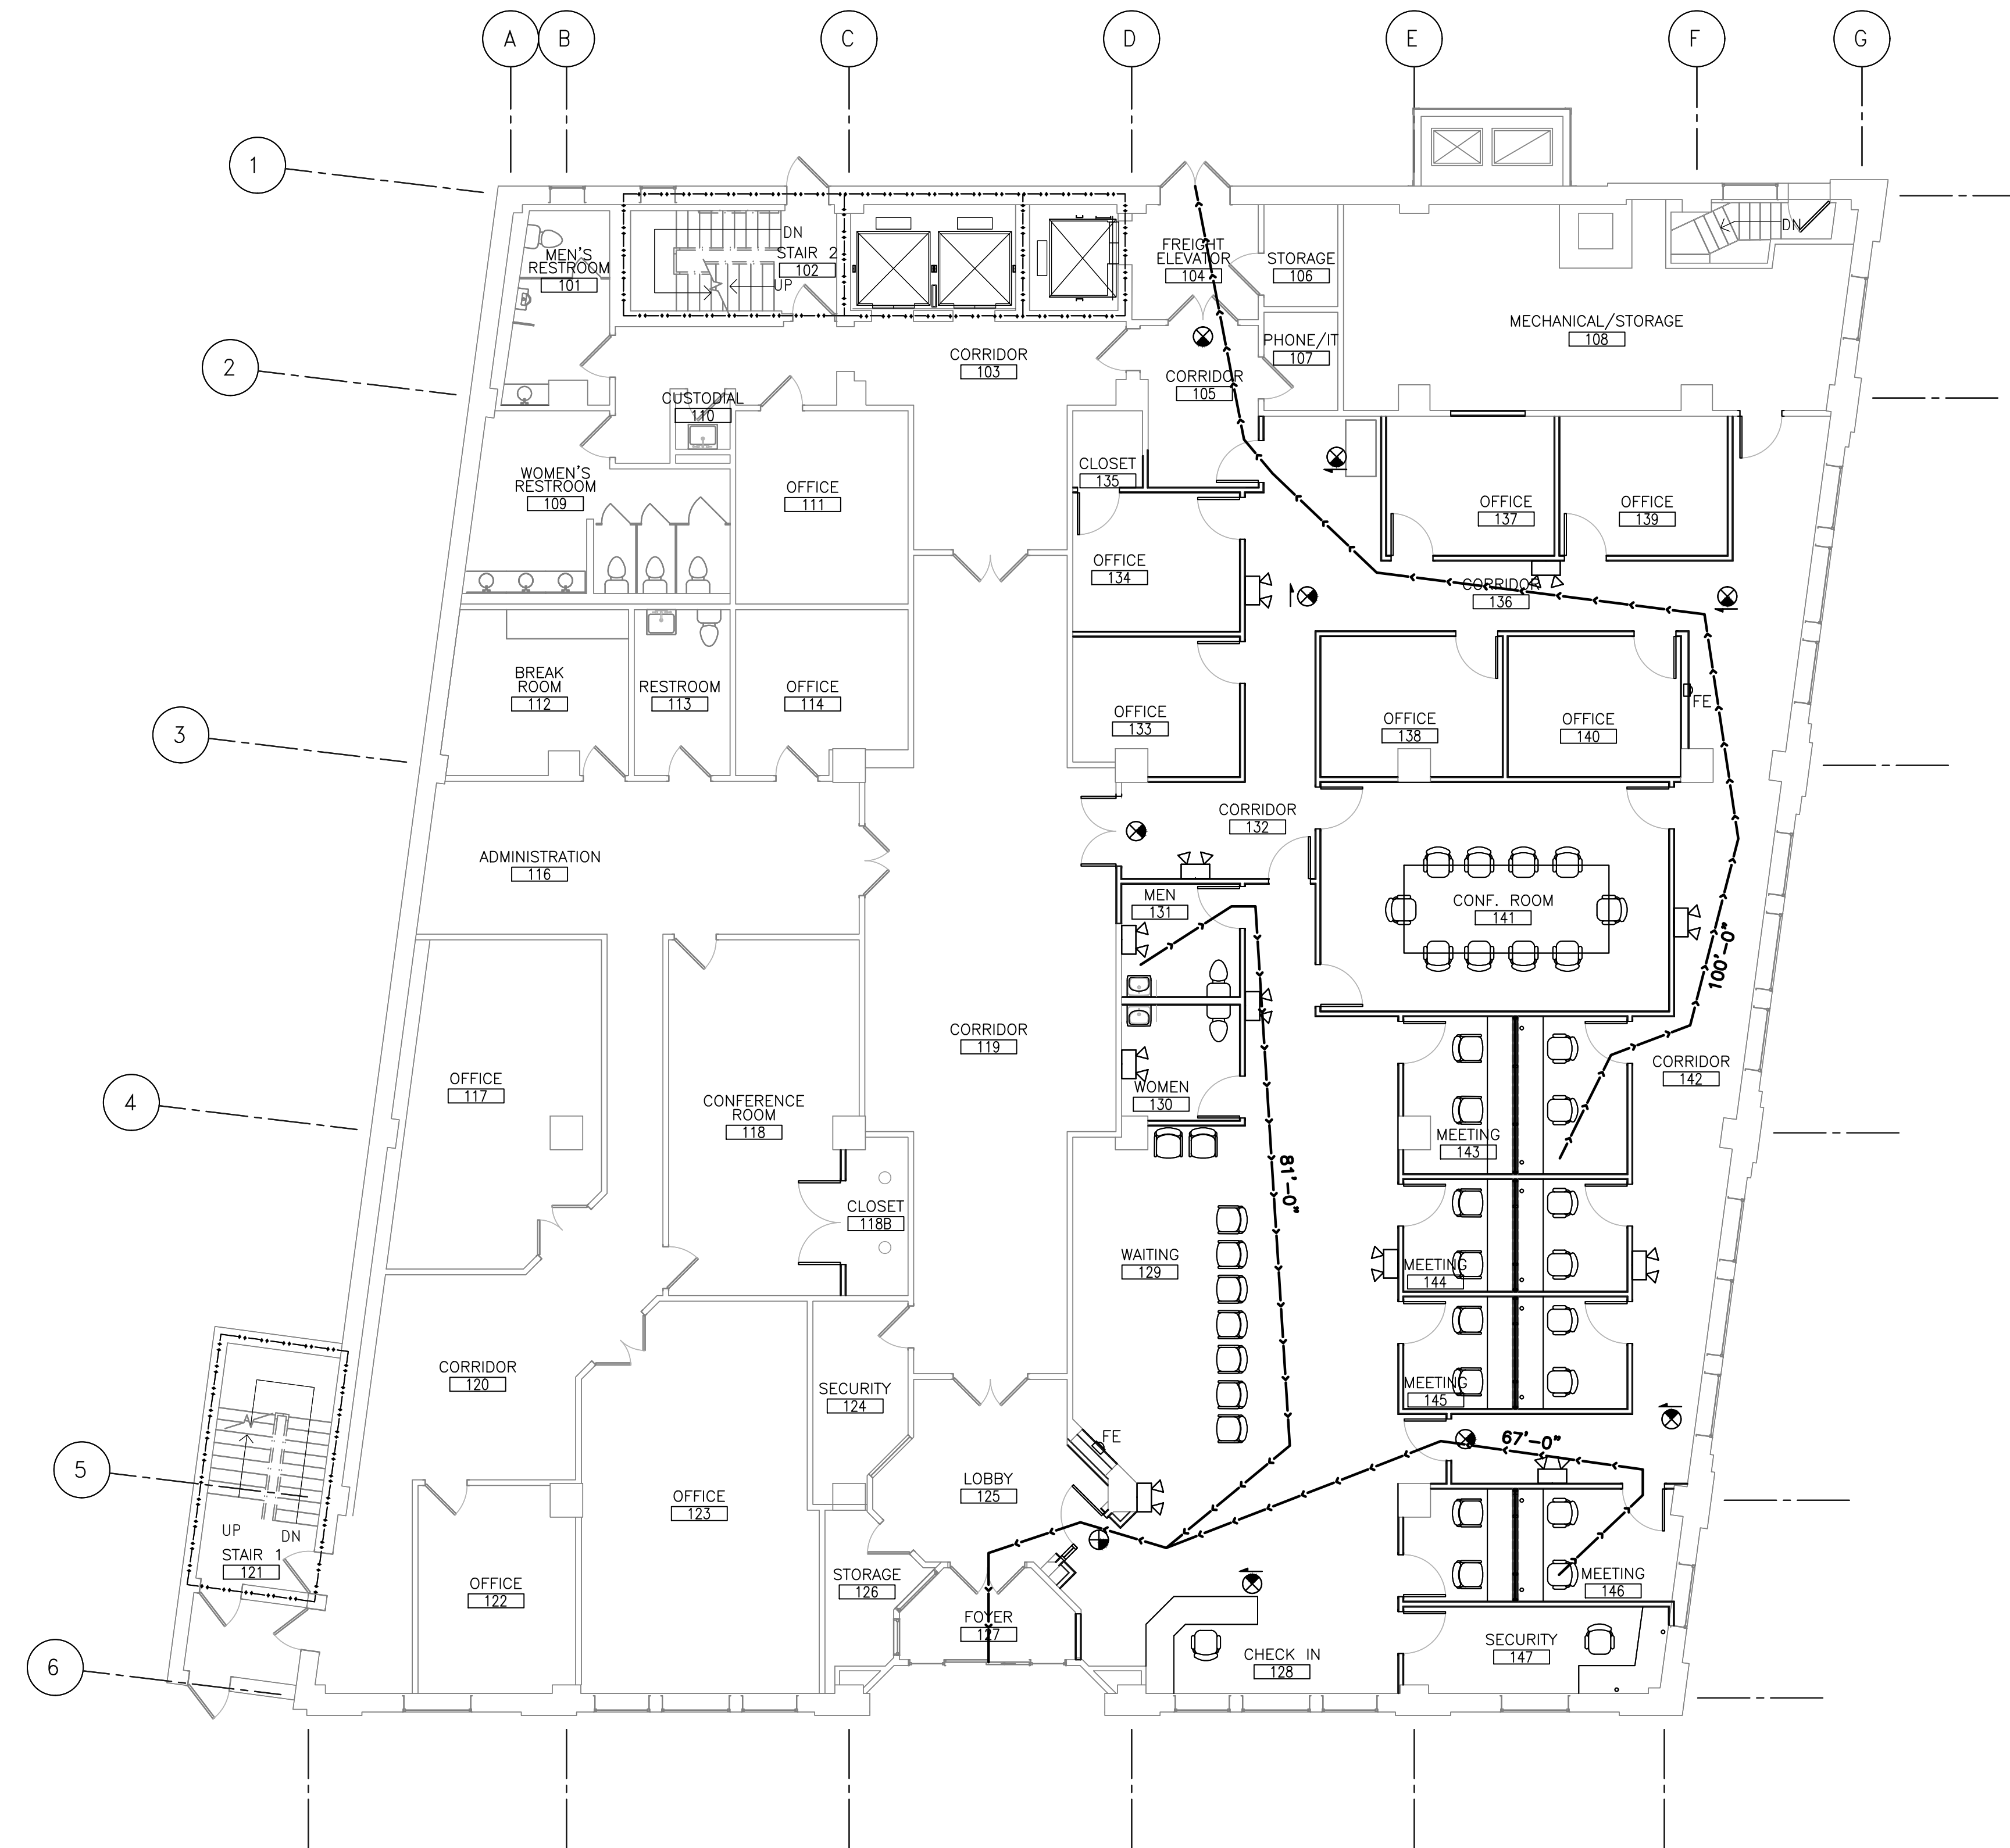 A
B
C
D
E
F
G
1
2
3
4
5
6
MEN'S
RESTROOM
101
DN
STAIR 2
102
UP
FREIGHT
ELEVATOR
104
STORAGE
106
DN
MECHANICAL/STORAGE
108
PHONE/IT
107
CORRIDOR
103
CORRIDOR
105
CUSTODIAL
110
WOMEN'S
RESTROOM
109
OFFICE
111
CLOSET
135
OFFICE
137
OFFICE
139
OFFICE
134
CORRIDOR
136
BREAK
ROOM
112
RESTROOM
113
OFFICE
114
OFFICE
133
OFFICE
138
OFFICE
140
FE
ADMINISTRATION
116
CORRIDOR
132
MEN
131
CONF. ROOM
141
100'-0"
CORRIDOR
119
OFFICE
117
CONFERENCE
ROOM
118
WOMEN
130
CORRIDOR
142
MEETING
143
81'-0"
CLOSET
118B
WAITING
129
MEETING
144
CORRIDOR
120
SECURITY
124
MEETING
145
FE
67'-0"
LOBBY
125
OFFICE
123
UP
DN
STAIR 1
121
OFFICE
122
STORAGE
126
FOYER
127
MEETING
146
CHECK IN
128
SECURITY
147